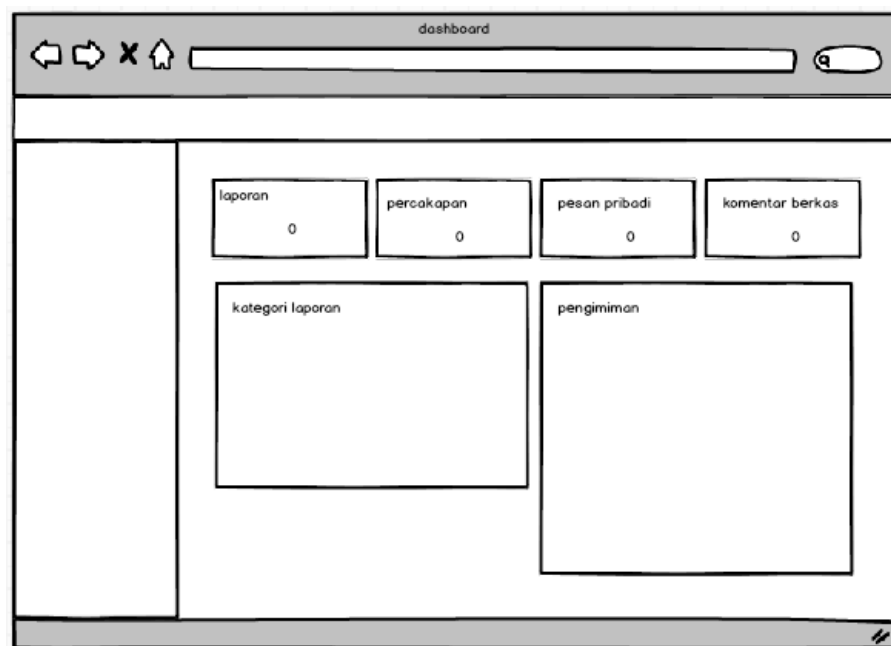 dashboard
laporan
0
percakapan
0
pesan pribadi
0
komentar berkas
0
kategori laporan
pengimiman